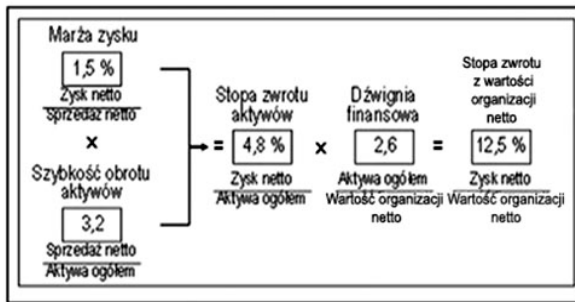 Marża zysku
1,5 %
Zysk netto
Sprzedaż netto
x
Szybkość obrotu
aktywów
3,2
Sprzedaż netto
Aktywa ogółem
=
Stopa zwrotu
aktywów
4,8 %
Zysk netto
Aktywa ogółem
x
Dźwignia
finansowa
2,6
Aktywa ogółem
Wartość organizacji
netto
=
Stopa zwrotu
z wartości
organizacji
netto
12,5 %
Zysk netto
Wartość organizacji
netto